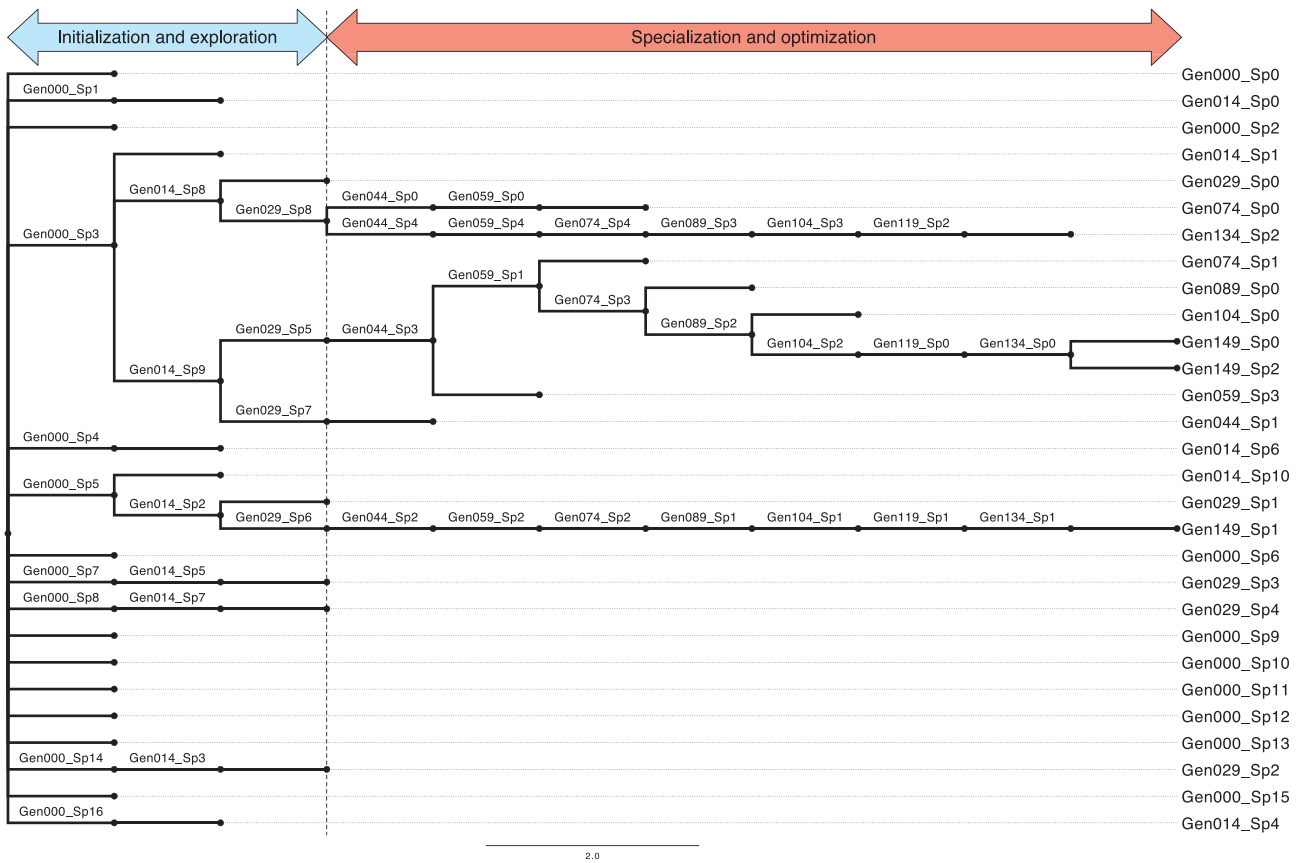 Initialization and exploration
Specialization and optimization
Gen000_Sp0
Gen000_Sp1
Gen014_Sp0
Gen000_Sp2
Gen014_Sp1
Gen014_Sp8
Gen029_Sp0
Gen029_Sp8
Gen044_Sp0
Gen059_Sp0
Gen074_Sp0
Gen000_Sp3
Gen044_Sp4
Gen059_Sp4
Gen074_Sp4
Gen089_Sp3
Gen104_Sp3
Gen119_Sp2
Gen134_Sp2
Gen059_Sp1
Gen074_Sp1
Gen074_Sp3
Gen089_Sp0
Gen089_Sp2
Gen104_Sp0
Gen029_Sp5
Gen044_Sp3
Gen104_Sp2
Gen119_Sp0
Gen134_Sp0
Gen149_Sp0
Gen014_Sp9
Gen149_Sp2
Gen059_Sp3
Gen029_Sp7
Gen044_Sp1
Gen000_Sp4
Gen014_Sp6
Gen000_Sp5
Gen014_Sp10
Gen014_Sp2
Gen029_Sp1
Gen029_Sp6
Gen044_Sp2
Gen059_Sp2
Gen074_Sp2
Gen089_Sp1
Gen104_Sp1
Gen119_Sp1
Gen134_Sp1
Gen149_Sp1
Gen000_Sp6
Gen000_Sp7
Gen014_Sp5
Gen029_Sp3
Gen000_Sp8
Gen014_Sp7
Gen029_Sp4
Gen000_Sp9
Gen000_Sp10
Gen000_Sp11
Gen000_Sp12
Gen000_Sp13
Gen000_Sp14
Gen014_Sp3
Gen029_Sp2
Gen000_Sp15
Gen000_Sp16
Gen014_Sp4
2.0